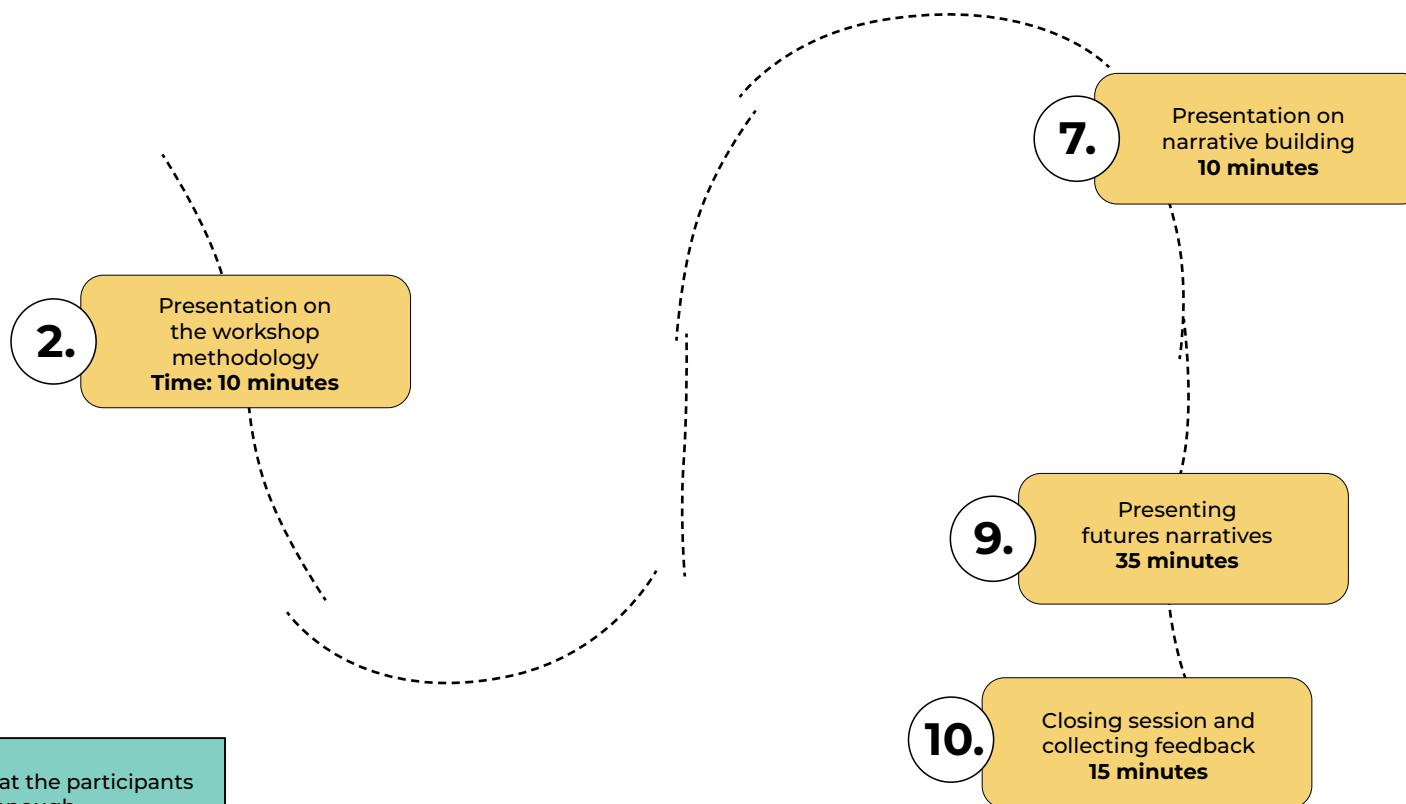 2.
Presentation on
the workshop
methodology
Time: 10 minutes
7.
Presentation on
narrative building
10 minutes
9.
Presenting
futures narratives
35 minutes
10.
Closing session and
collecting feedback
15 minutes
at the participants